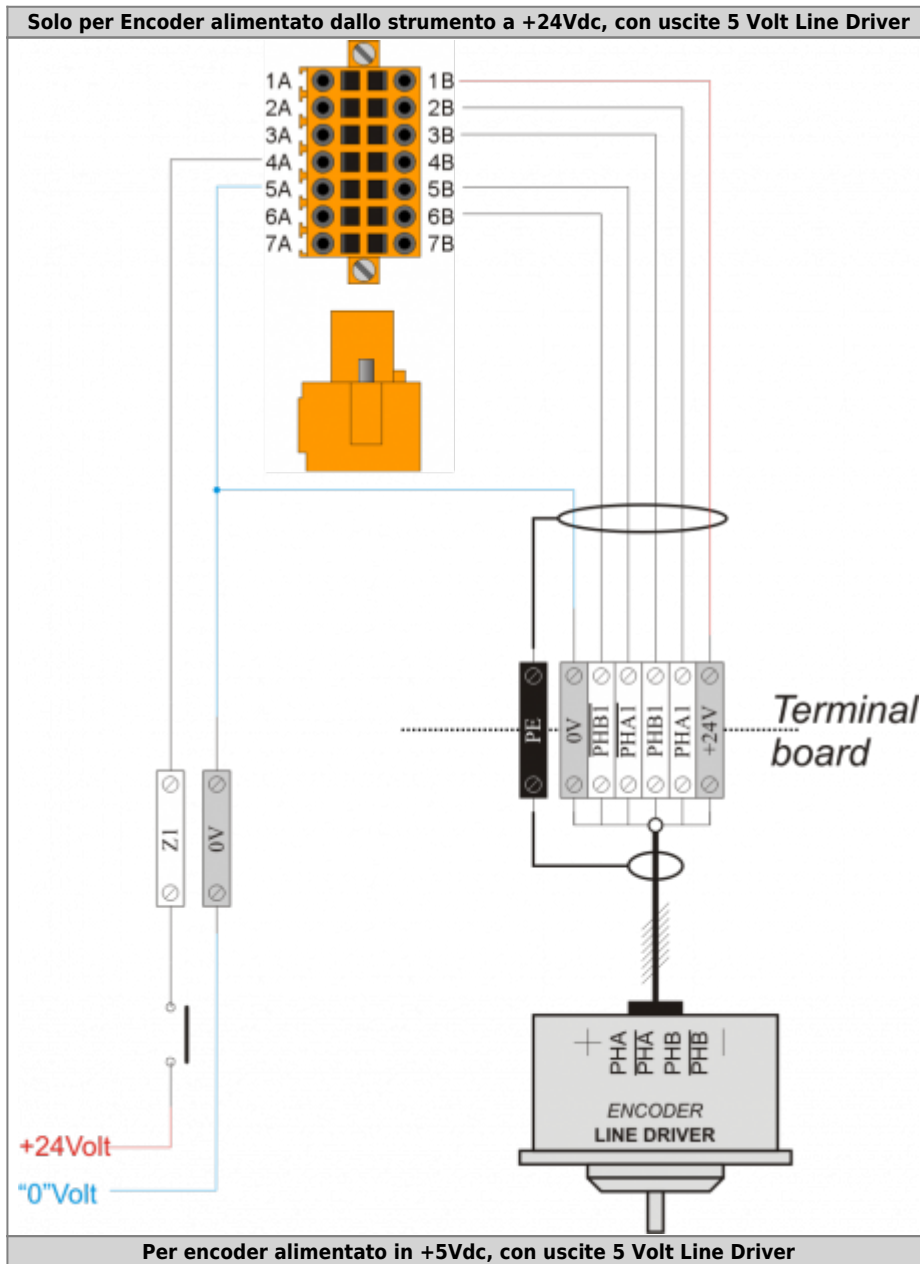 Solo per Encoder alimentato dallo strumento a +24Vdc, con uscite 5 Volt Line Driver
1A 1B
2A 2B
3A 3B
4A 4B
5A 5B
6A 6B
7A 7B
PE
0V
PHB1
PHA1
PHB1
PHA1
+24V
Terminal
board
Z1
0V
+
PHA
PHA
PHB
PHB
–
ENCODER
LINE DRIVER
+24Volt
"0"Volt
Per encoder alimentato in +5Vdc, con uscite 5 Volt Line Driver